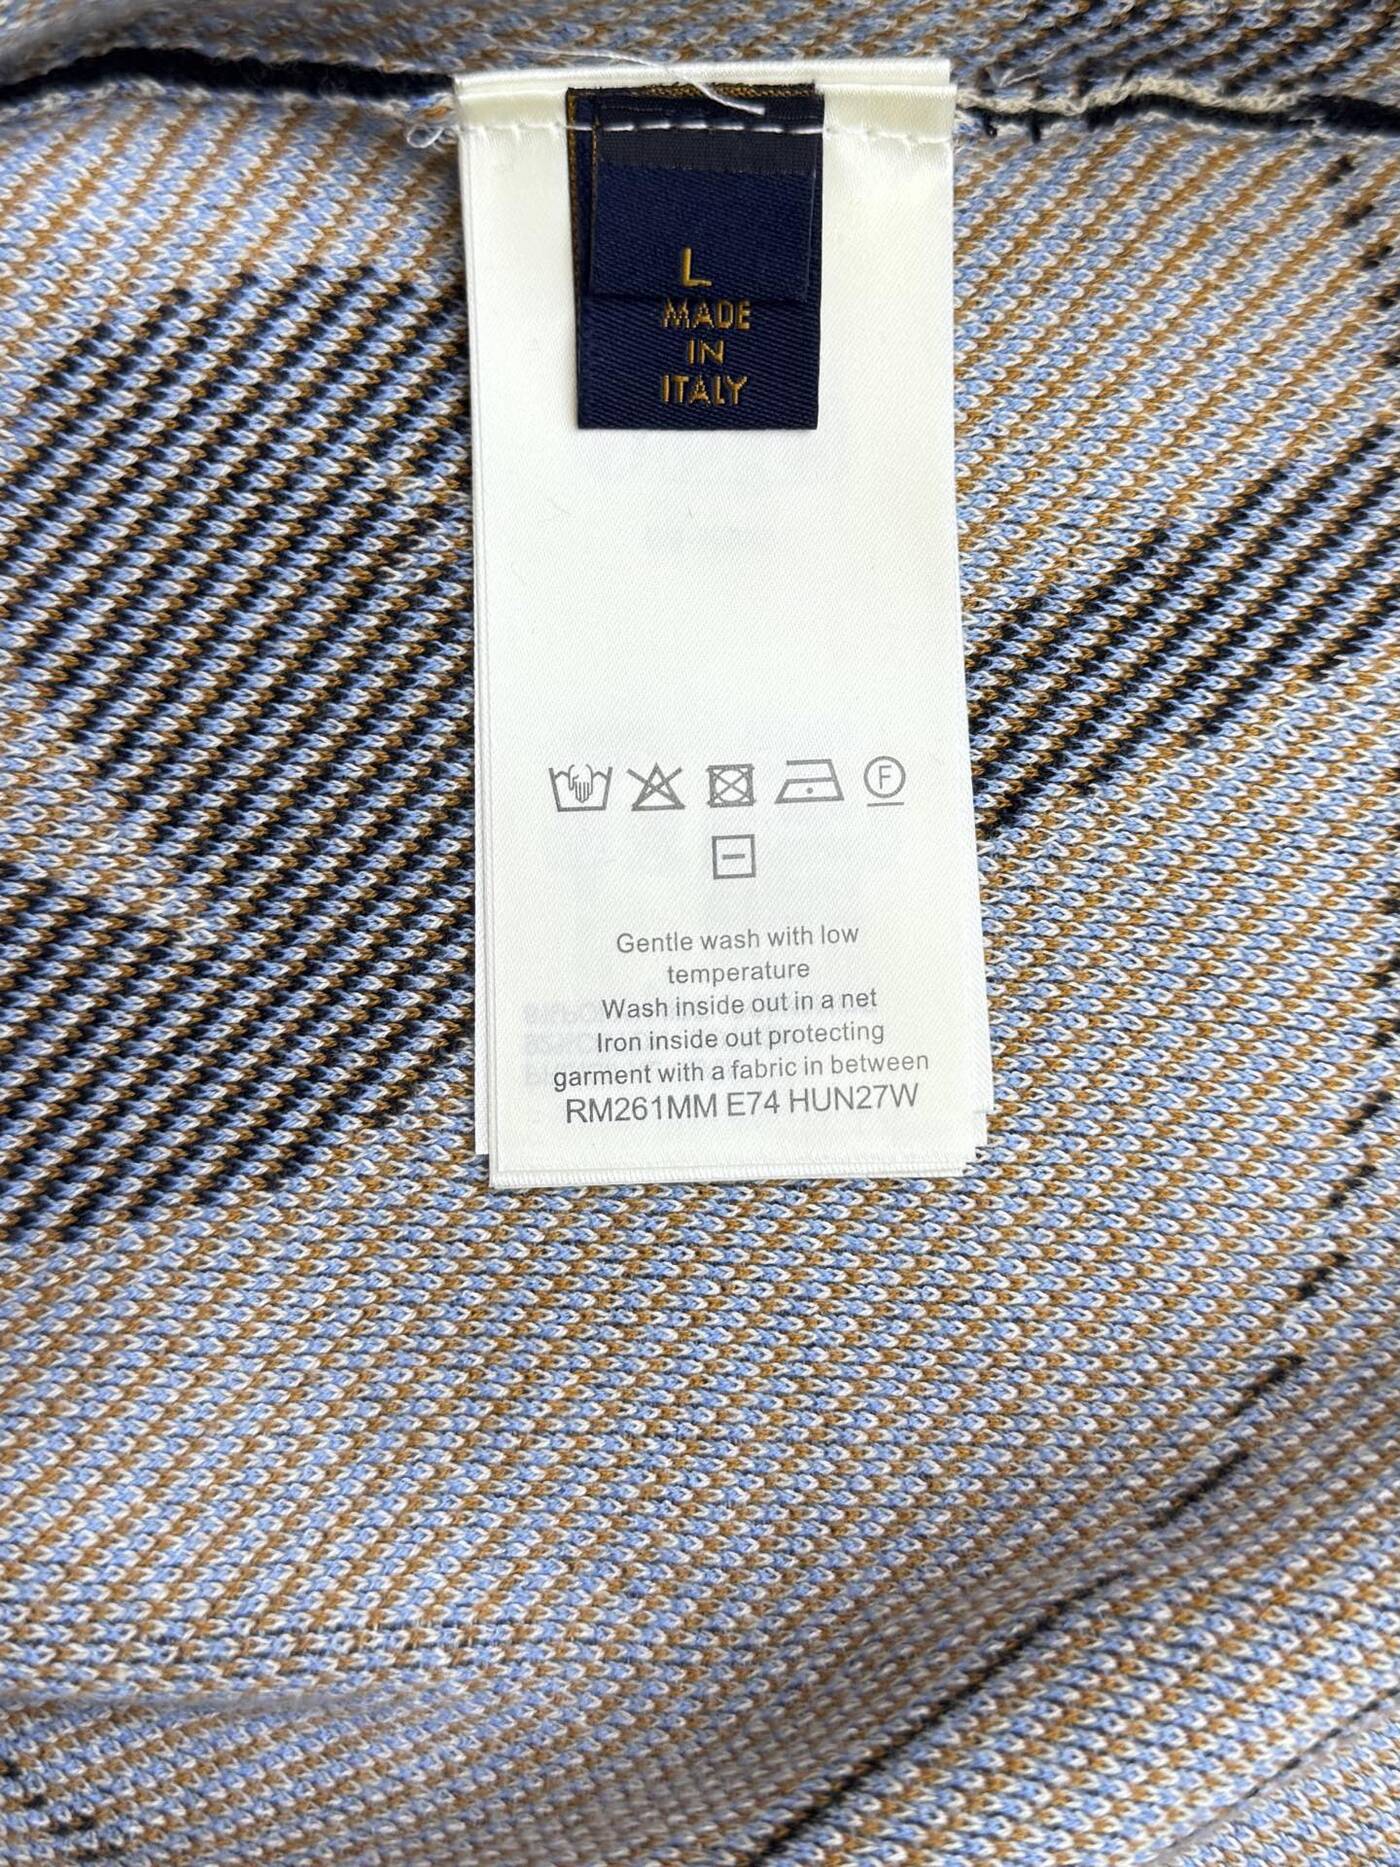 L
MADE
IN
ITALY
F
Gentle wash with low
temperature
Wash inside out in a net
Iron inside out protecting
garment with a fabric in between
RM261MM E74 HUN27W